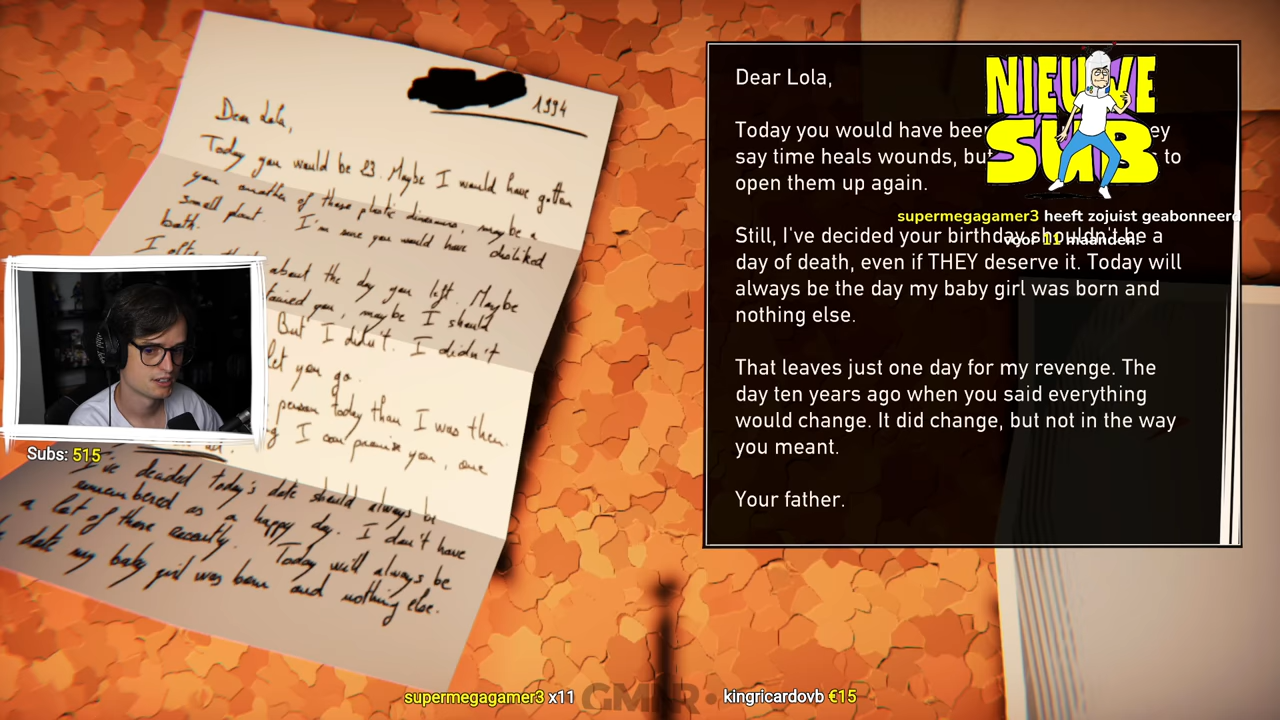 1994
Dear Lola,
Today you would be 23. Maybe I would have gotten
you another of those plastic dinosaurs, maybe a
small plant. I'm sure you would have disliked
both.
I often
about the day you left. Maybe
you, maybe I should
But I didn't. I didn't
let you go.
person today than I was then.
I can promise you, one
I've decided today's date should always be
remembered as a happy day. I don't have
a lot of those recently. Today will always be
date my baby girl was born and nothing else.
Dear Lola,
Today you would have been
say time heals wounds, but to
open them up again.
Still, I've decided your birthday shouldn't be a
day of death, even if THEY deserve it. Today will
always be the day my baby girl was born and
nothing else.
That leaves just one day for my revenge. The
day ten years ago when you said everything
would change. It did change, but not in the way
you meant.
Your father.
NIEUWE
SUB
supermegagamer3 heeft zojuist geabonneerd
voor 11 maanden!
Subs: 515
supermegagamer3 x11
kingricardovb €15